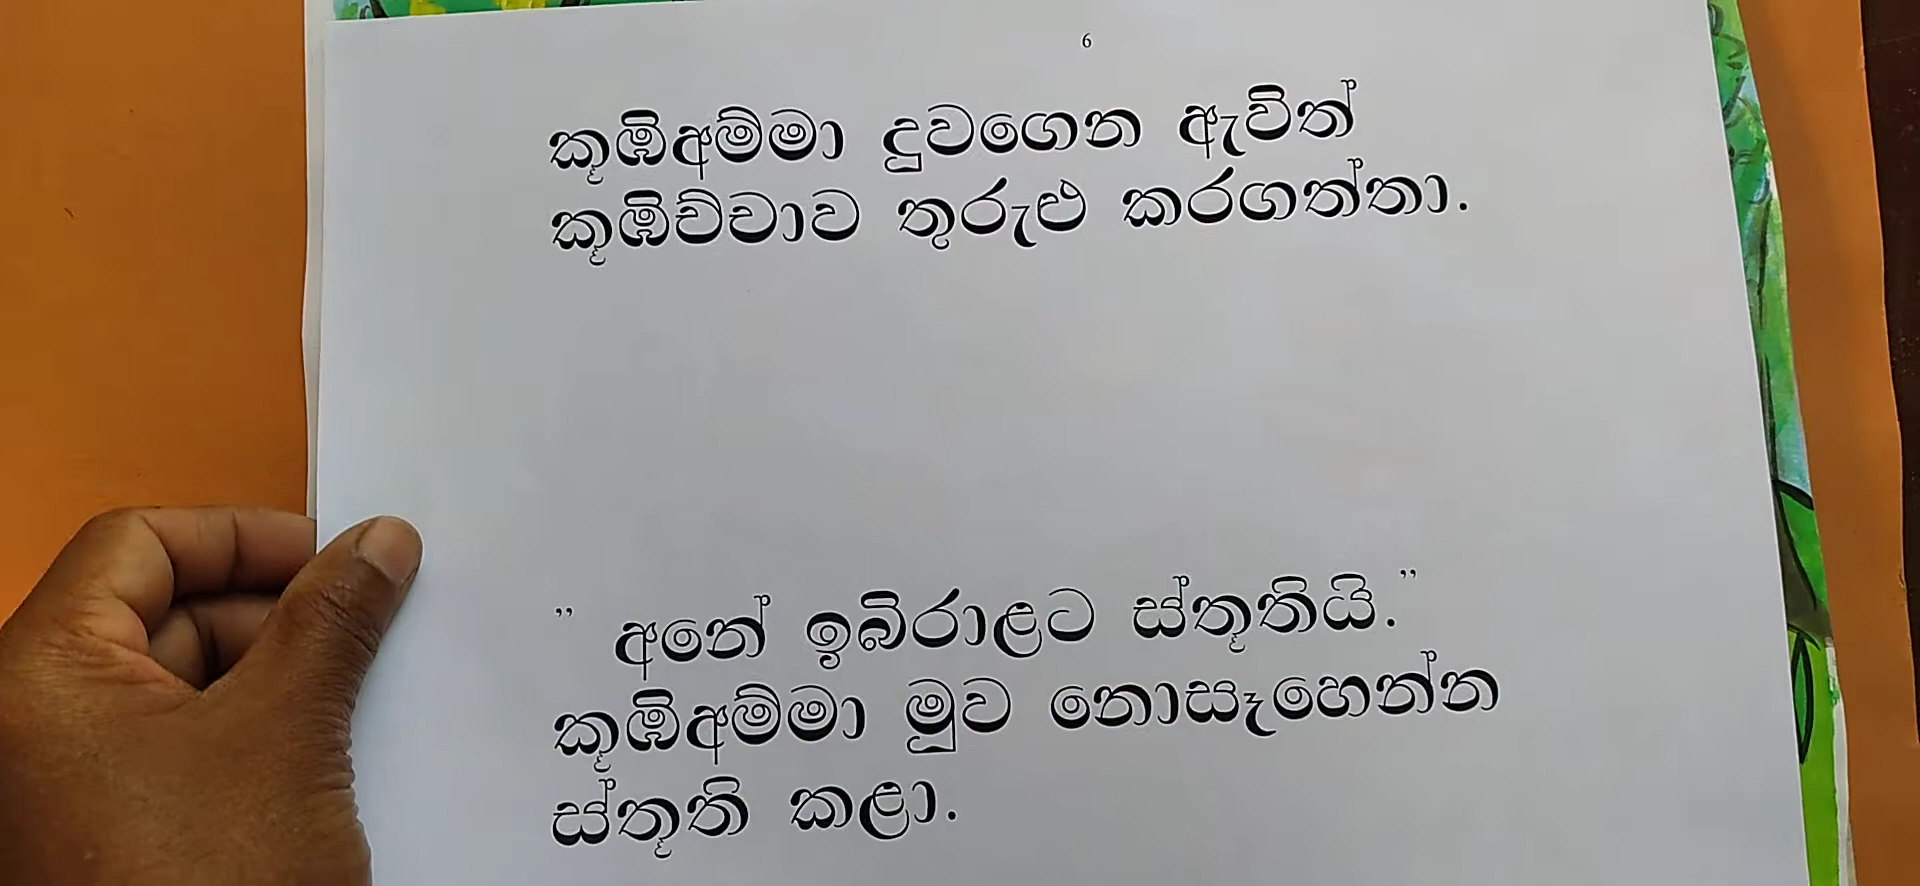 6
කූඹිඅම්මා දුවගෙන ඇවිත්
කූඹිච්චාව තුරුළු කරගත්තා.
” අනේ ඉබිරාළට ස්තූතියි.”
කූඹිඅම්මා මූව නොසෑහෙන්න
ස්තූති කළා.